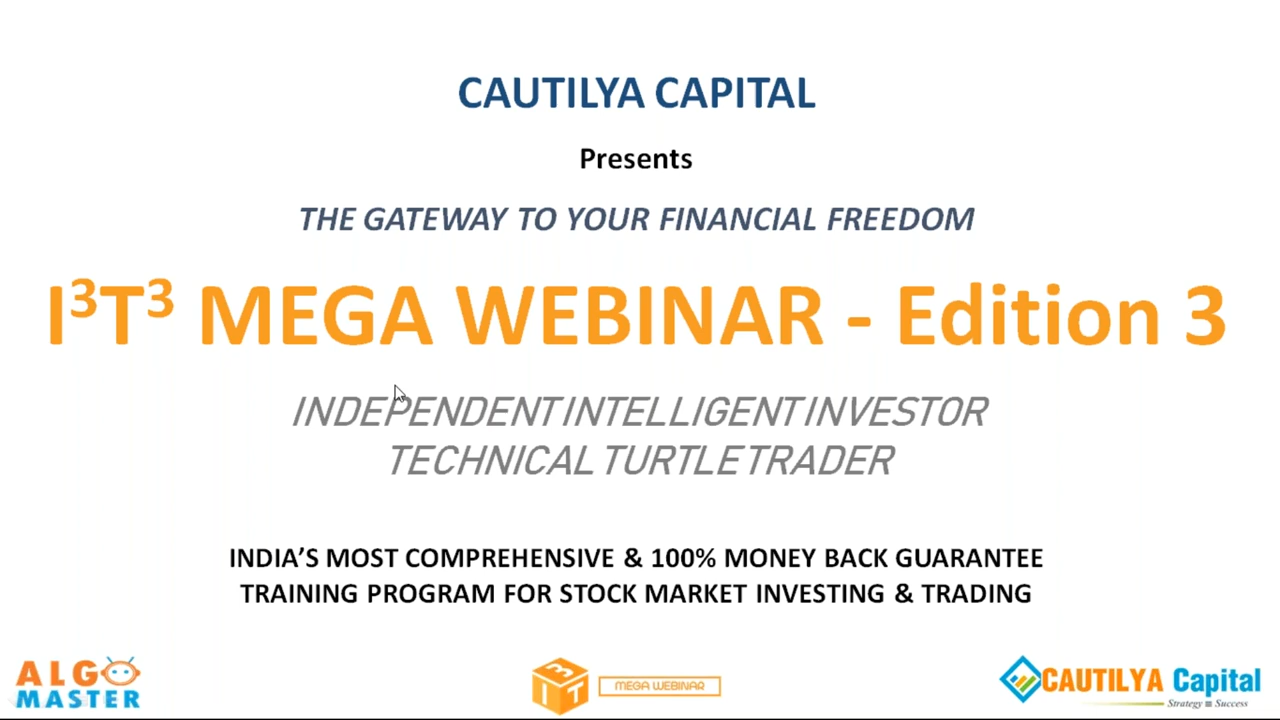 CAUTILYA CAPITAL
Presents
THE GATEWAY TO YOUR FINANCIAL FREEDOM
I³T³ MEGA WEBINAR - Edition 3
INDEPENDENT INTELLIGENT INVESTOR
TECHNICAL TURTLE TRADER
INDIA’S MOST COMPREHENSIVE & 100% MONEY BACK GUARANTEE
TRAINING PROGRAM FOR STOCK MARKET INVESTING & TRADING
ALGO
MASTER
3
I T
MEGA WEBINAR
CAUTILYA Capital
Strategy ≡ Success